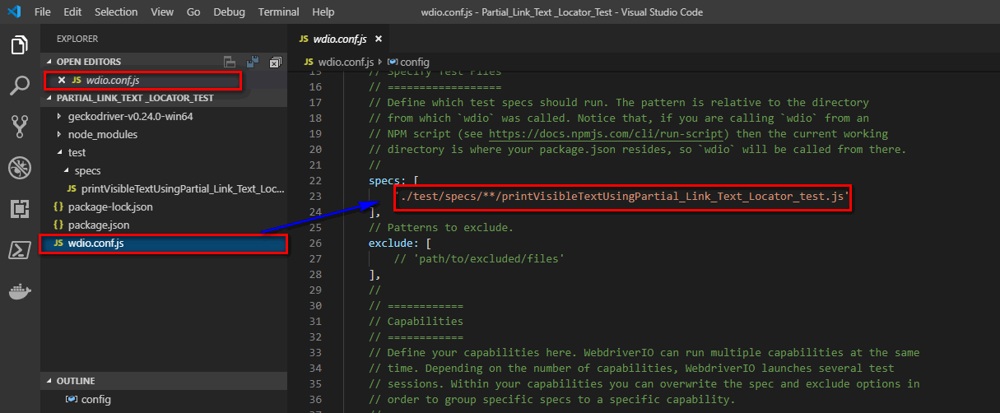 File Edit Selection View Go Debug Terminal Help
wdio.conf.js - Partial_Link_Text _Locator_Test - Visual Studio Code
EXPLORER
OPEN EDITORS
JS wdio.conf.js
PARTIAL_LINK_TEXT _LOCATOR_TEST
geckodriver-v0.24.0-win64
node_modules
test
specs
JS printVisibleTextUsingPartial_Link_Text_Loc...
{ } package-lock.json
{ } package.json
JS wdio.conf.js
OUTLINE
config
JS wdio.conf.js
JS wdio.conf.js config
15 // Specify Test Files
16 // ==================
17 // Define which test specs should run. The pattern is relative to the directory
18 // from which `wdio` was called. Notice that, if you are calling `wdio` from an
19 // NPM script (see https://docs.npmjs.com/cli/run-script) then the current working
20 // directory is where your package.json resides, so `wdio` will be called from there.
21 //
22 specs: [
23 './test/specs/**/printVisibleTextUsingPartial_Link_Text_Locator_test.js'
24 ],
25 // Patterns to exclude.
26 exclude: [
27 // 'path/to/excluded/files'
28 ],
29 //
30 // ============
31 // Capabilities
32 // ============
33 // Define your capabilities here. WebdriverIO can run multiple capabilities at the same
34 // time. Depending on the number of capabilities, WebdriverIO launches several test
35 // sessions. Within your capabilities you can overwrite the spec and exclude options in
36 // order to group specific specs to a specific capability.
37 //